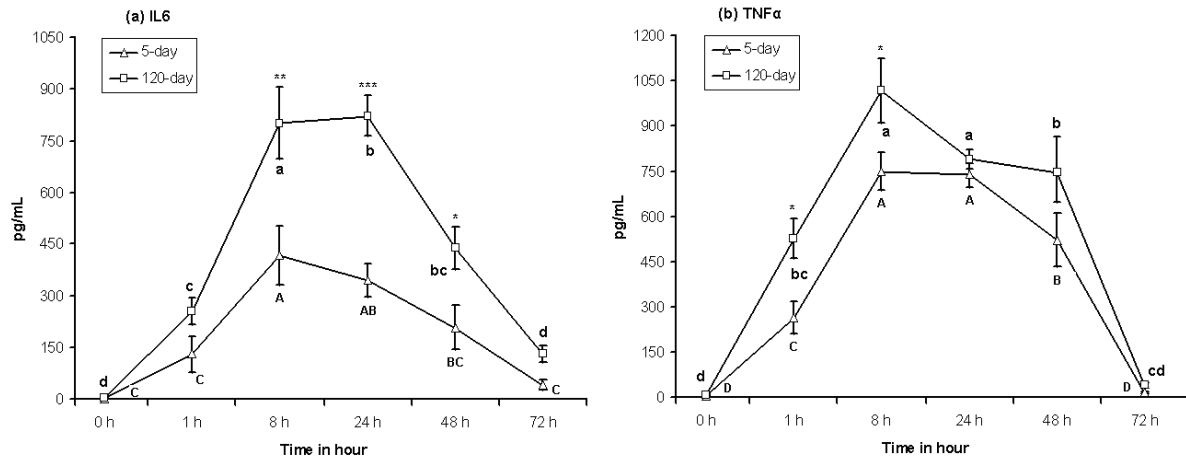 (a) IL6
1050
900
750
600
450
300
150
0
pg/mL
5-day
120-day
**
***
*
a
b
bc
c
d
d
A
AB
BC
C
C
C
0 h
1 h
8 h
24 h
48 h
72 h
Time in hour
(b) TNFα
1200
1050
900
750
600
450
300
150
0
pg/mL
5-day
120-day
*
*
a
a
b
bc
d
cd
A
A
B
C
D
D
0 h
1 h
8 h
24 h
48 h
72 h
Time in hour